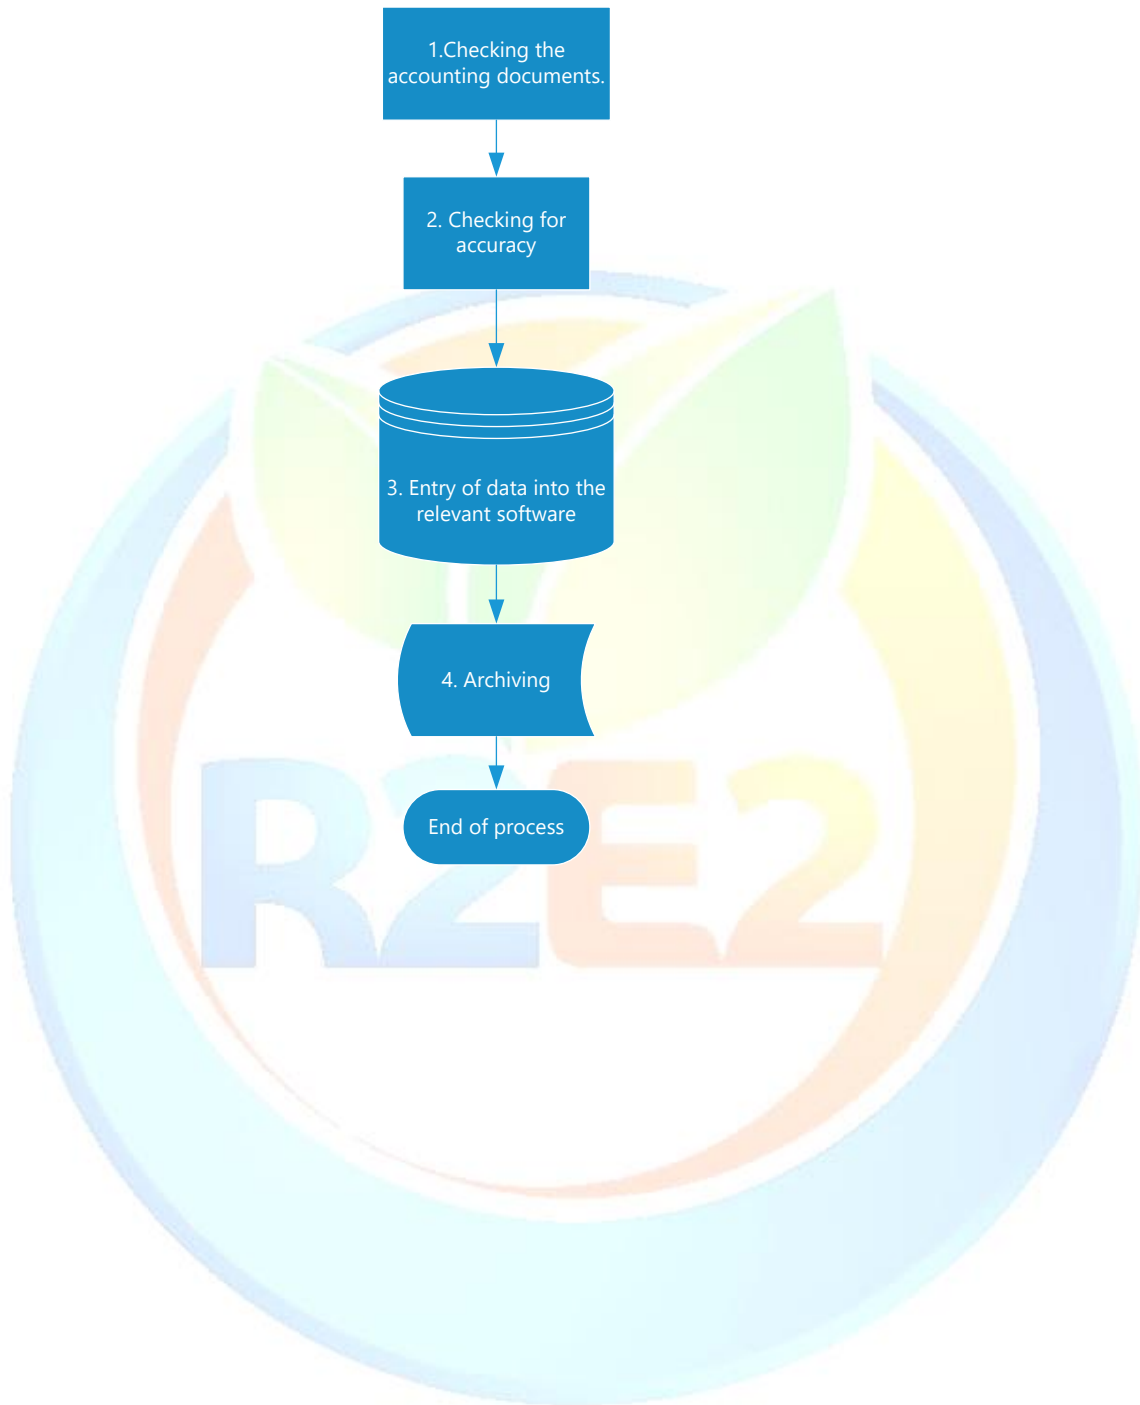 1.Checking the
accounting documents.
2. Checking for
accuracy
3. Entry of data into the
relevant software
4. Archiving
End of process
R2E2